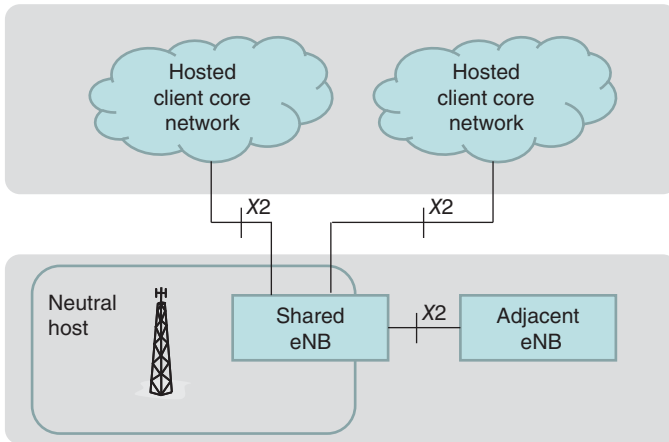 Hosted
client core
network
Hosted
client core
network
X2
X2
Neutral
host
Shared
eNB
X2
Adjacent
eNB